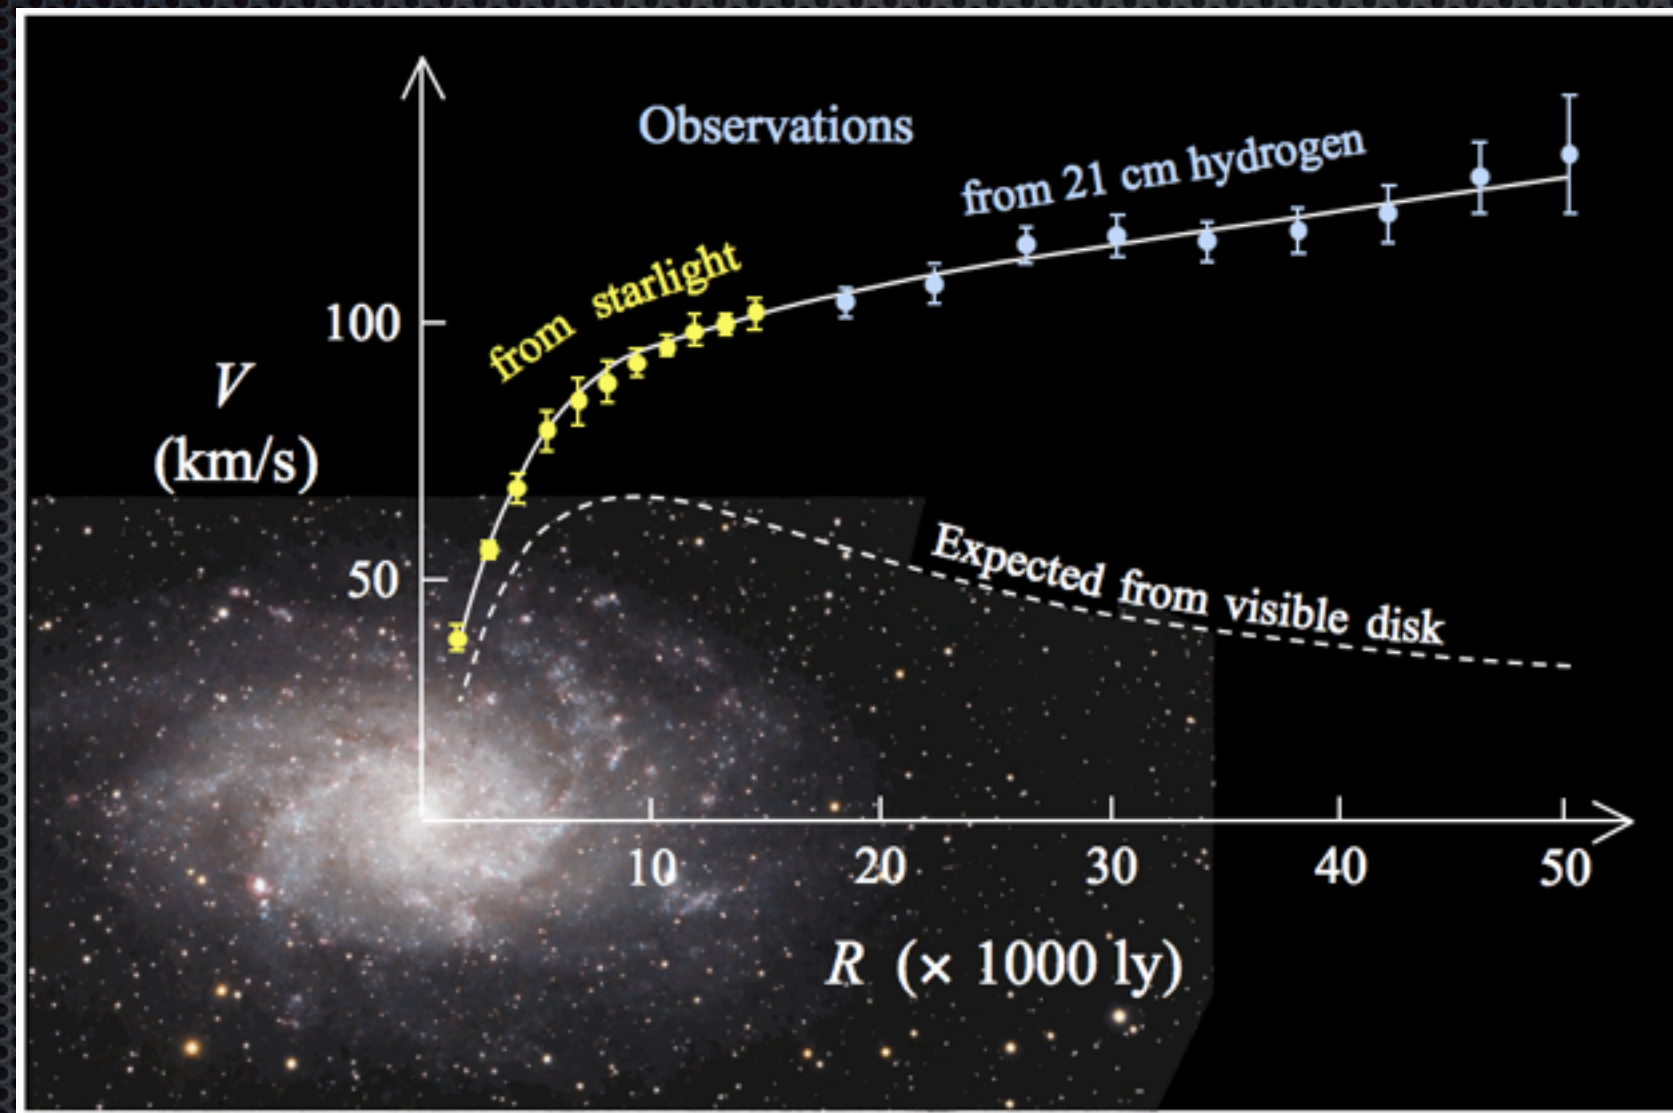 Observations
from 21 cm hydrogen
from starlight
100
V
(km/s)
50
Expected from visible disk
10
20
30
40
50
R (× 1000 ly)